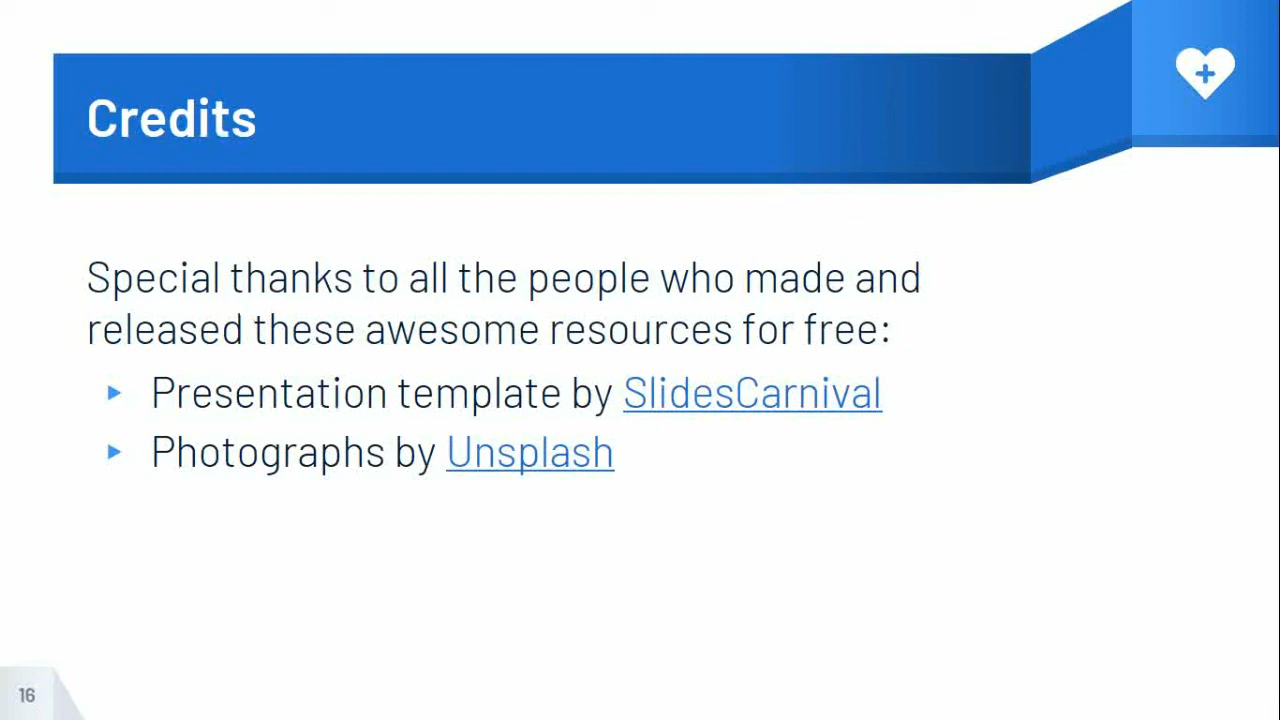 Credits
Special thanks to all the people who made and
released these awesome resources for free:
▸ Presentation template by SlidesCarnival
▸ Photographs by Unsplash
16